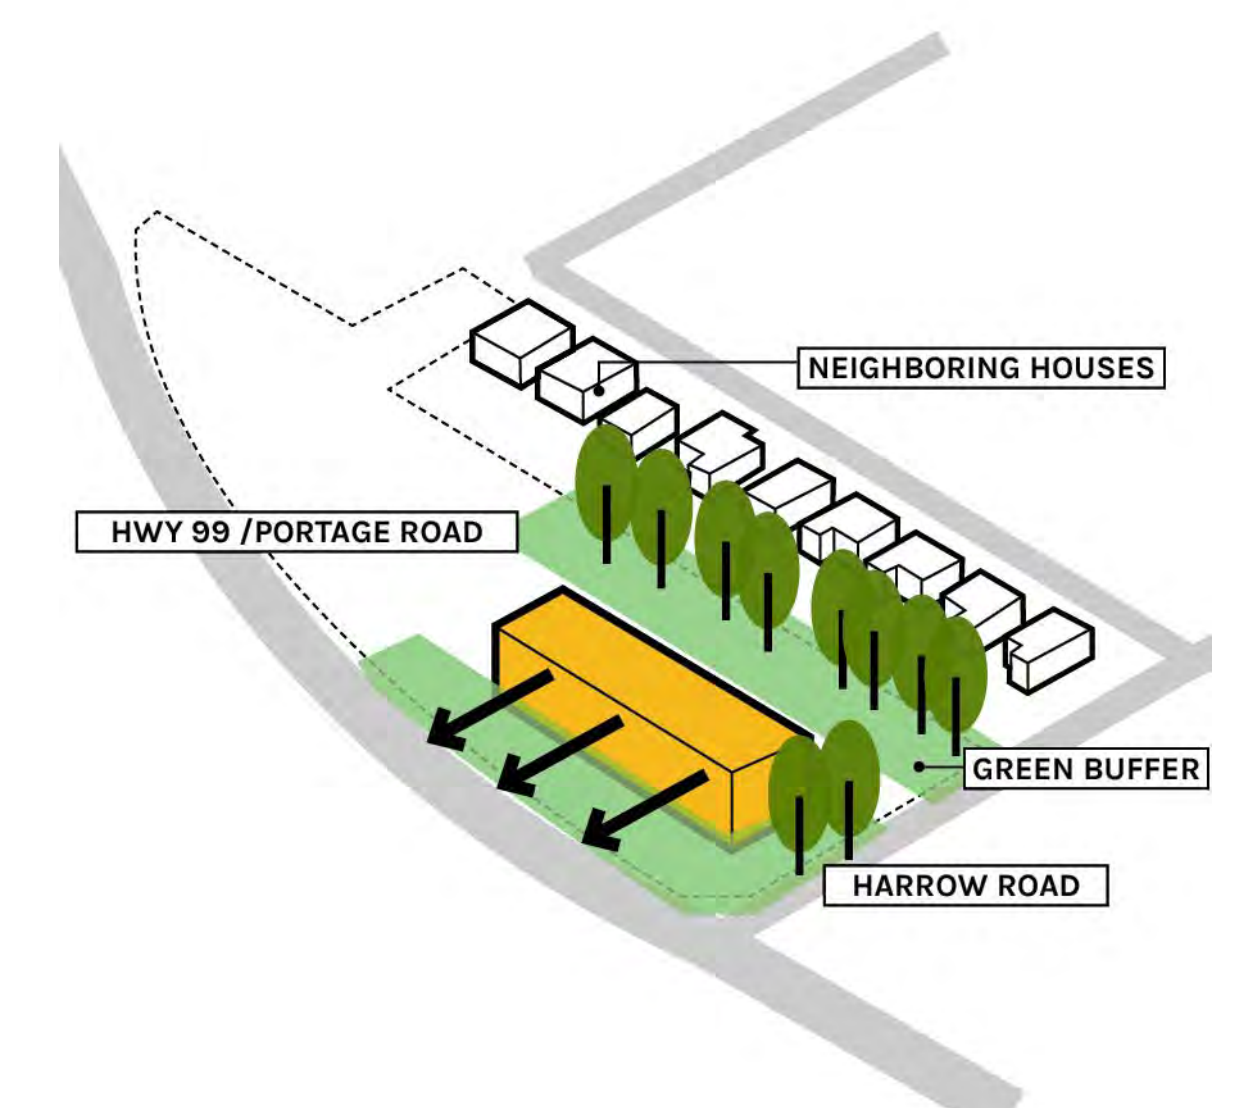 NEIGHBORING HOUSES
HWY 99 /PORTAGE ROAD
GREEN BUFFER
HARROW ROAD